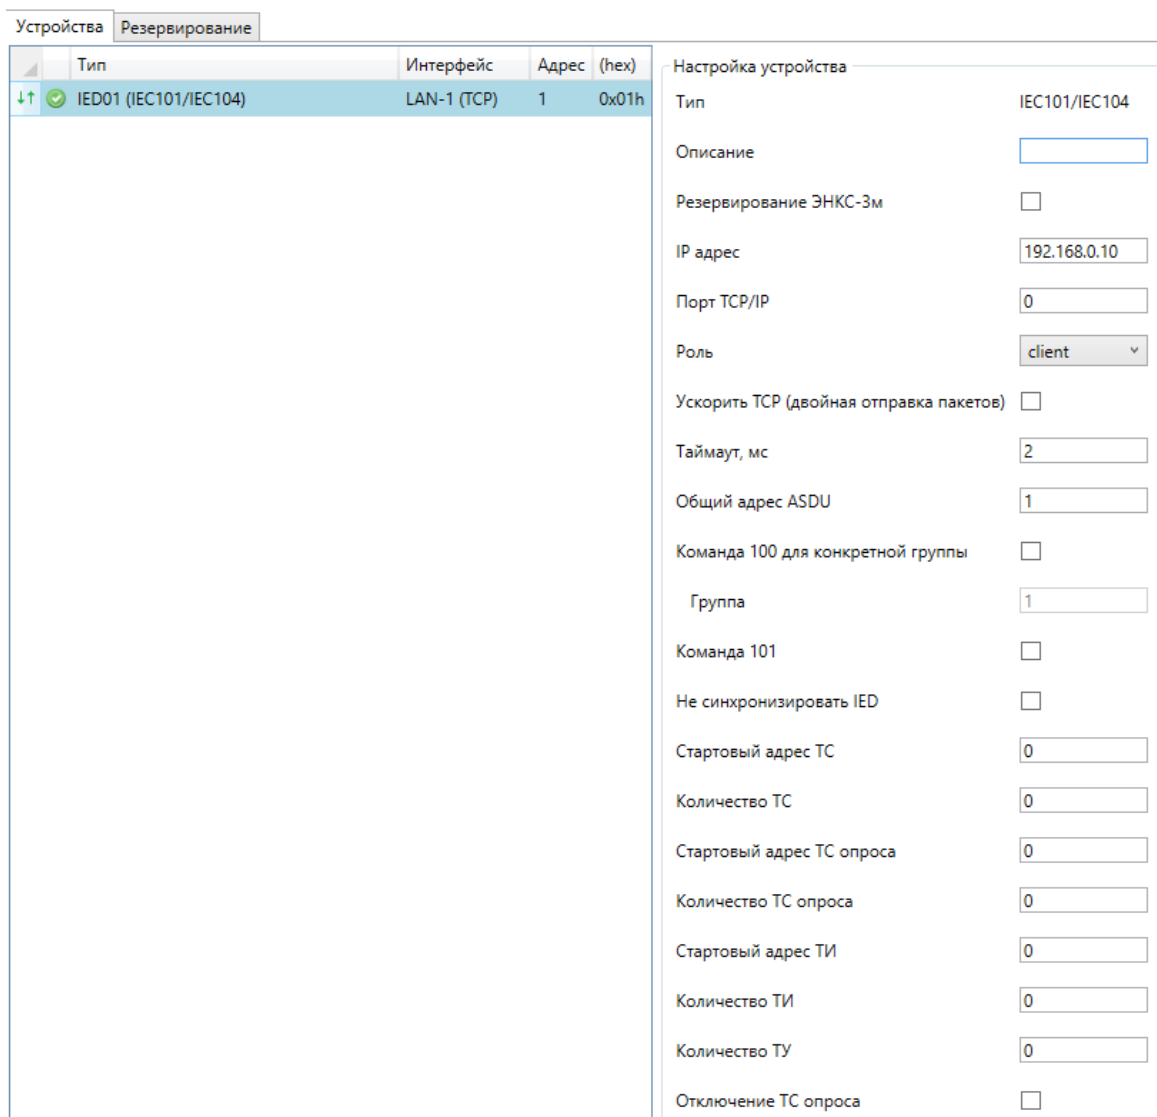 Устройства Резервирование
Тип Интерфейс Адрес (hex)
IED01 (IEC101/IEC104) LAN-1 (TCP) 1 0x01h
Настройка устройства
Тип IEC101/IEC104
Описание
Резервирование ЭНКС-3м
IP адрес 192.168.0.10
Порт TCP/IP 0
Роль client
Ускорить TCP (двойная отправка пакетов)
Таймаут, мс 2
Общий адрес ASDU 1
Команда 100 для конкретной группы
Группа 1
Команда 101
Не синхронизировать IED
Стартовый адрес ТС 0
Количество ТС 0
Стартовый адрес ТС опроса 0
Количество ТС опроса 0
Стартовый адрес ТИ 0
Количество ТИ 0
Количество ТУ 0
Отключение ТС опроса